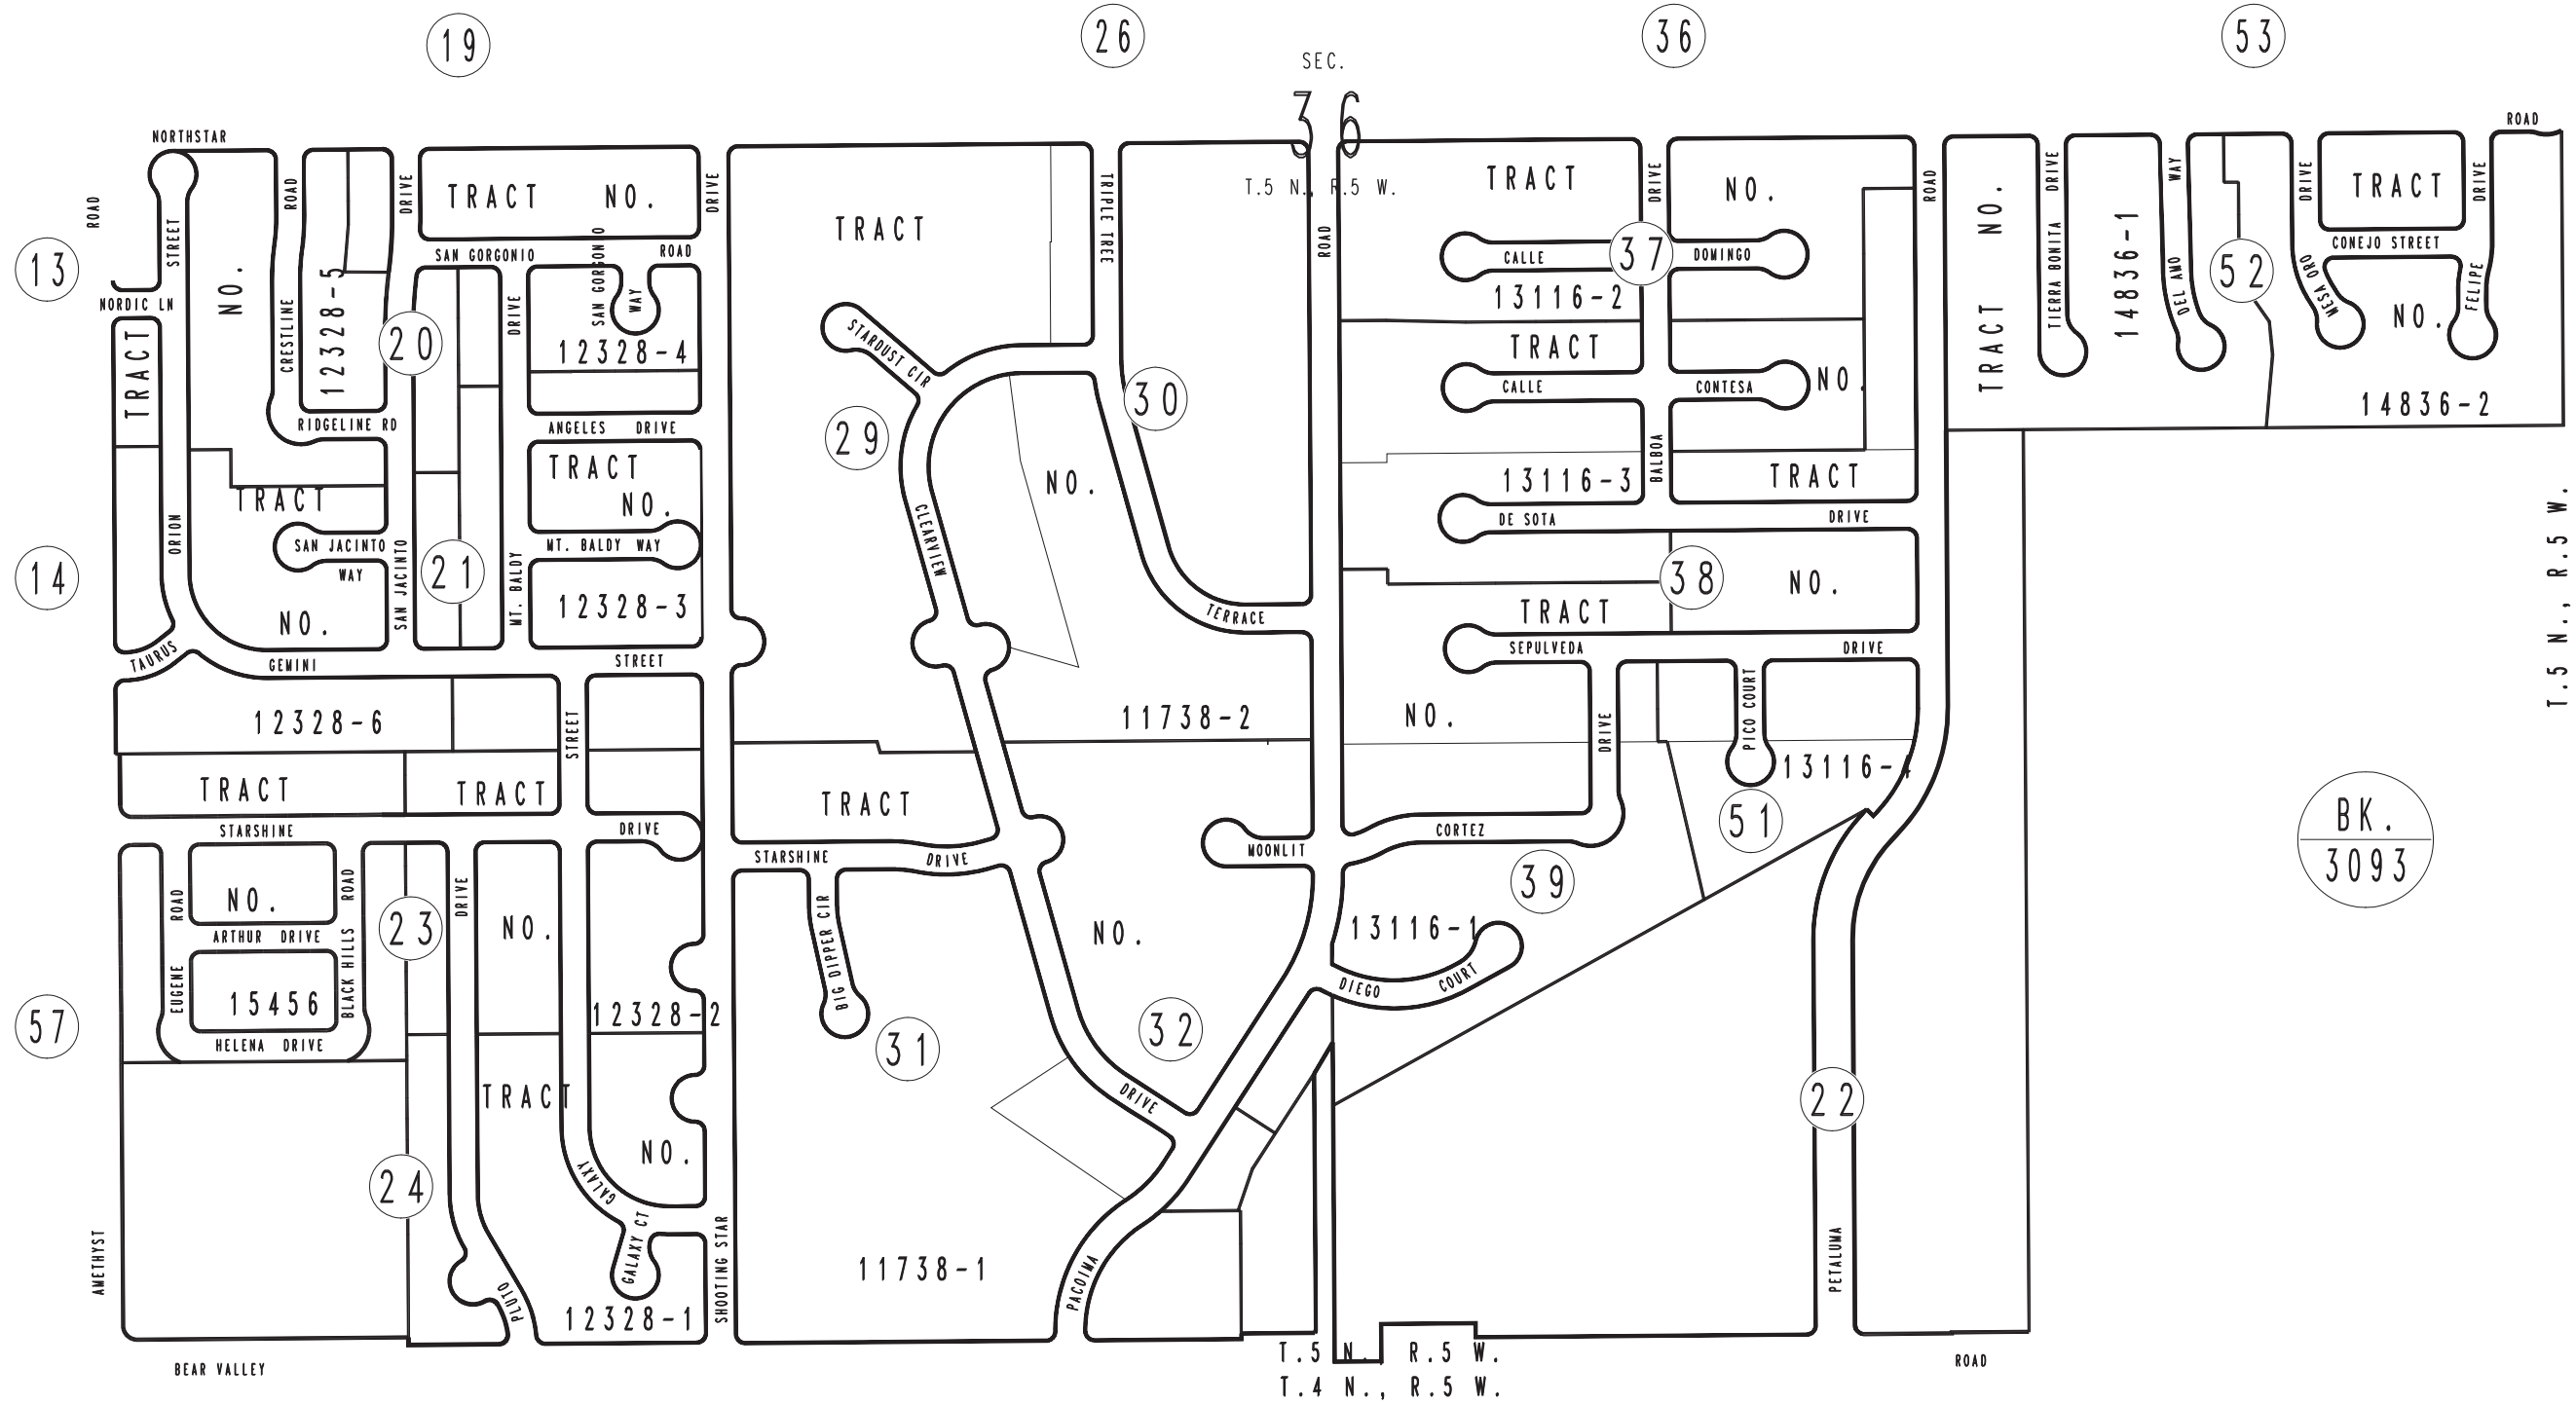 19
26
36
53
SEC.
36
T.5 N., R.5 W.
NORTHSTAR
ROAD
ROAD
STREET
ROAD
DRIVE
TRACT NO.
DRIVE
SAN GORGONIO ROAD
SAN GORGONIO
WAY
DRIVE
13
NORDIC LN
TRACT
NO.
CRESTLINE
12328-5
20
12328-4
RIDGELINE RD
ANGELES DRIVE
TRACT
NO.
TRACT
ORION
SAN JACINTO
WAY
SAN JACINTO
21
MT. BALDY
MT. BALDY WAY
12328-3
14
NO.
TAURUS
GEMINI
STREET
12328-6
STREET
TRACT
TRACT
STARSHINE
DRIVE
ROAD
NO.
ROAD
ARTHUR DRIVE
EUGENE
15456
BLACK HILLS
HELENA DRIVE
57
23
DRIVE
NO.
12328-2
TRACT
NO.
24
GALAXY
GALAXY CT
AMETHYST
PLUTO
12328-1
SHOOTING STAR
BEAR VALLEY
TRACT
TRIPLE TREE
STARDUST CIR
29
30
NO.
CLEARVIEW
TERRACE
11738-2
TRACT
STARSHINE
DRIVE
BIG DIPPER CIR
31
NO.
32
DRIVE
11738-1
PACOIMA
MOONLIT
ROAD
TRACT
DRIVE
NO.
ROAD
CALLE
37
DOMINGO
13116-2
TRACT
CALLE
CONTESA
NO.
BALBOA
13116-3
TRACT
DE SOTA
DRIVE
38
NO.
TRACT
SEPULVEDA
DRIVE
NO.
DRIVE
PICO COURT
13116-4
51
CORTEZ
39
13116-1
DIEGO
COURT
22
PETALUMA
T.5 N. R.5 W.
T.4 N., R.5 W.
ROAD
ROAD
TRACT NO.
TIERRA BONITA DRIVE
14836-1
DEL AMO
WAY
52
DRIVE
MESA ORO
TRACT
CONEJO STREET
DRIVE
FELIPE
NO.
14836-2
T.5 N., R.5 W.
BK.
3093